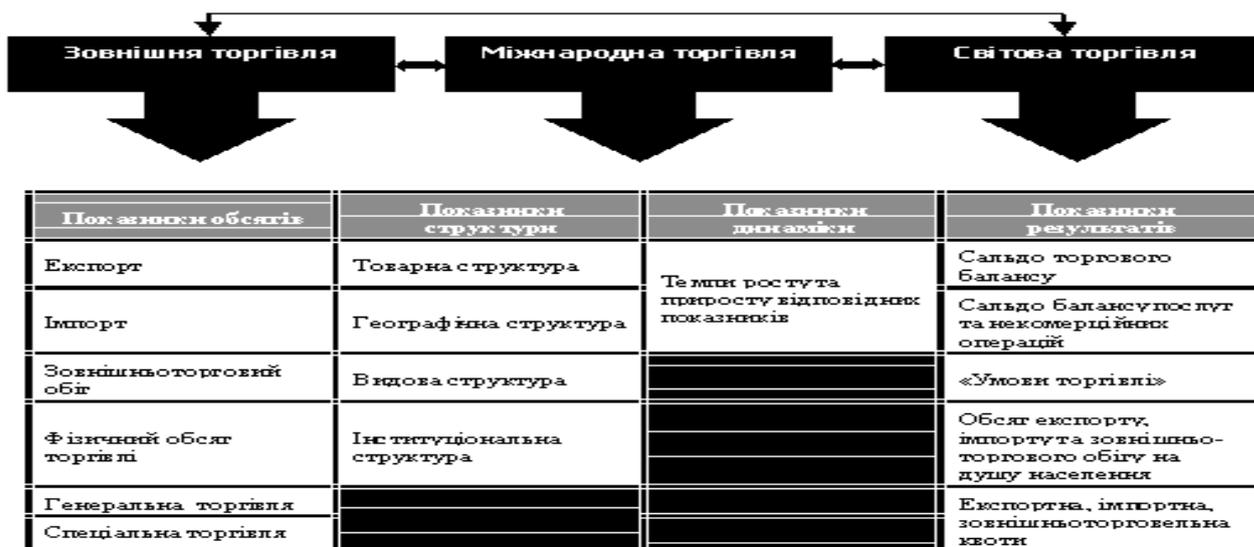 Зовнішня торгівля
Міжнародна торгівля
Світова торгівля
Показники обсягів
Показники
структури
Показники
динаміки
Показники
результатів
Експорт
Товарна структура
Темпи росту та
приросту відповідних
показників
Сальдо торгового
балансу
Імпорт
Географічна структура
Сальдо балансу послуг
та некомерційних
операцій
Зовнішньоторговий
обіг
Видова структура
«Умови торгівлі»
Фізичний обсяг
торгівлі
Інституціональна
структура
Обсяг експорту,
імпорту та зовнішньо-
торгового обігу на
душу населення
Генеральна торгівля
Спеціальна торгівля
Експортна, імпортна,
зовнішньоторговельна
квоти